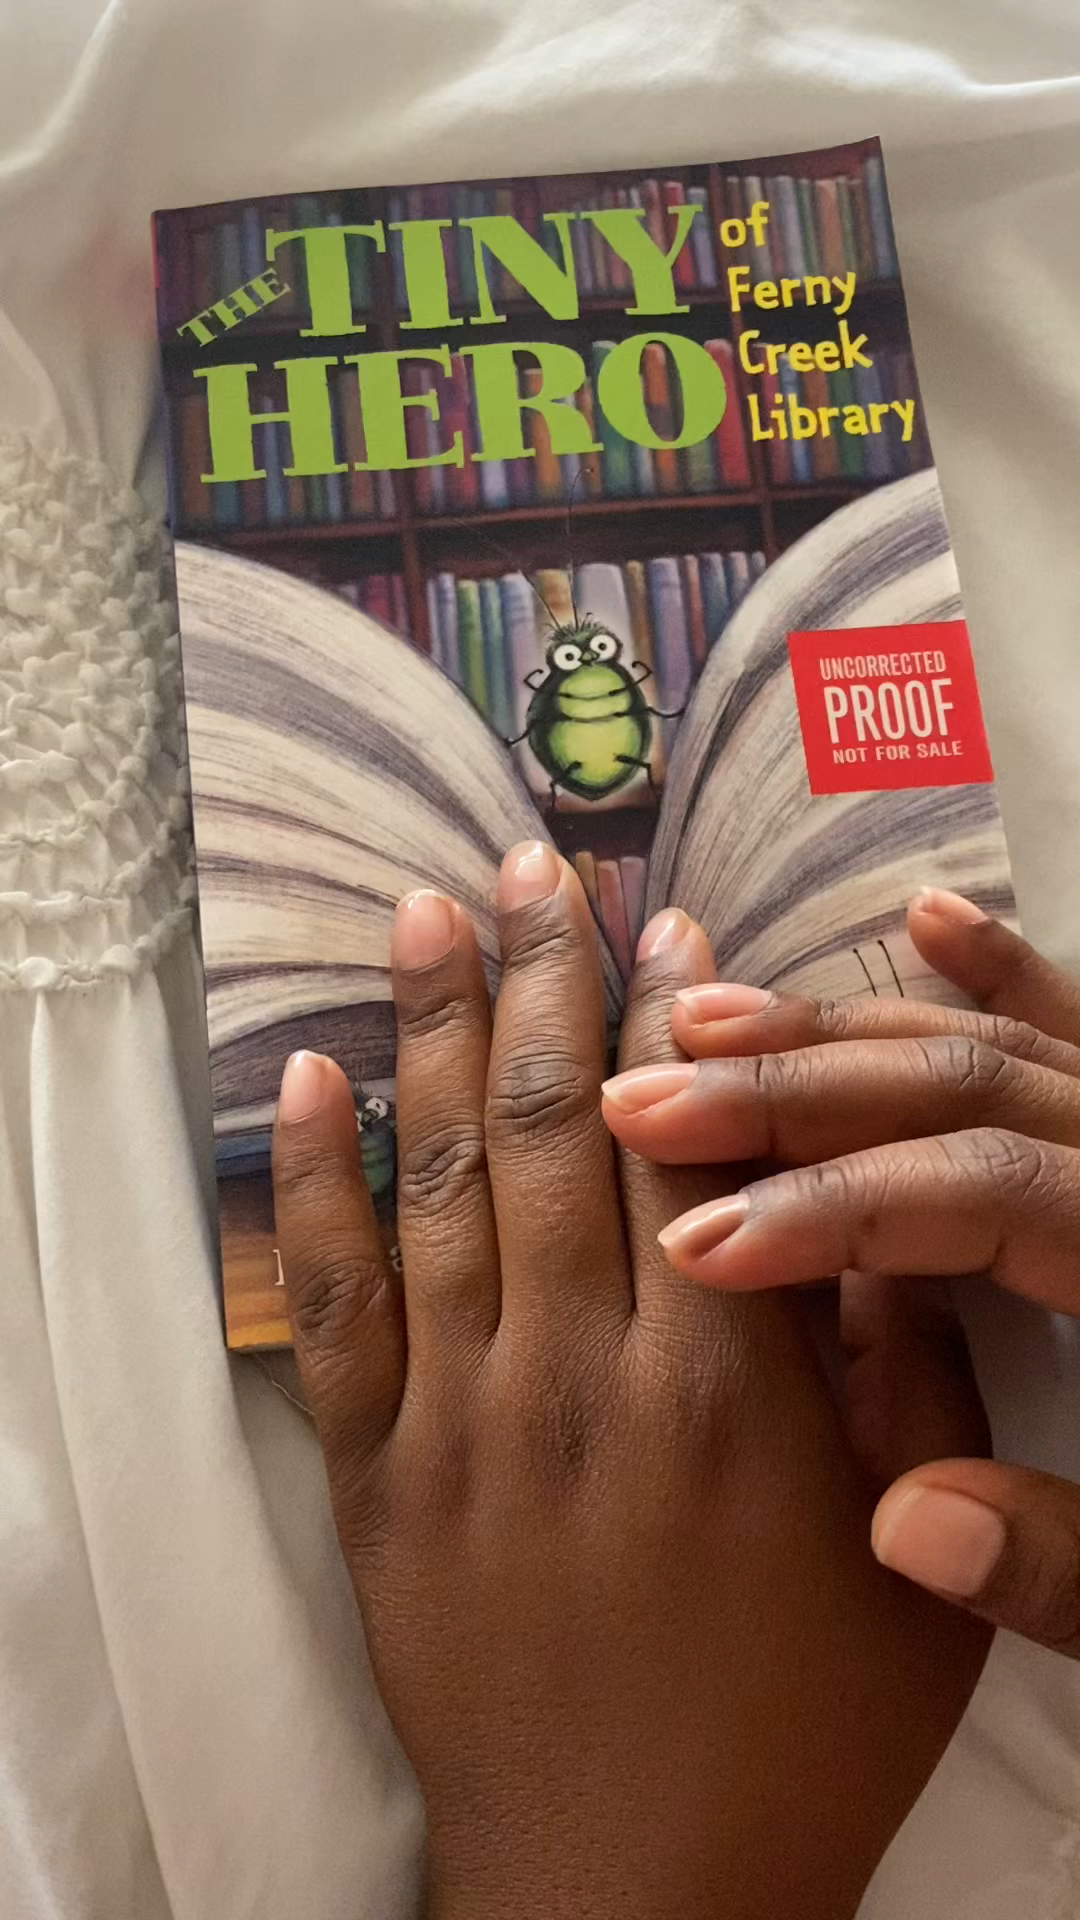 THE TINY
HERO
of
Ferny
Creek
Library
UNCORRECTED
PROOF
NOT FOR SALE